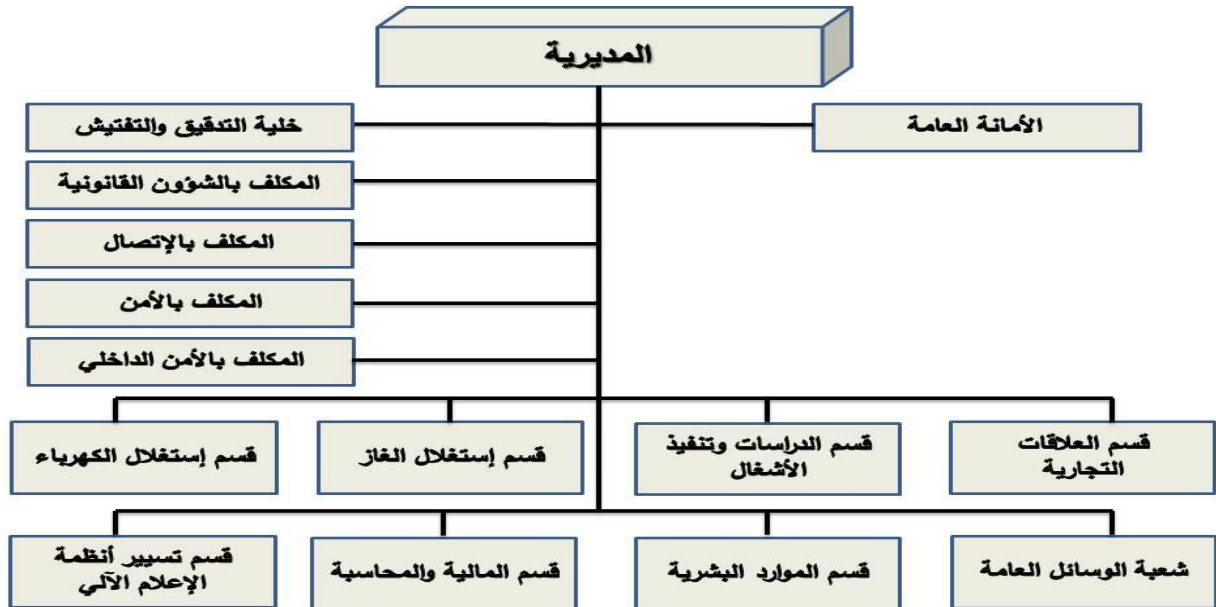 المديرية
الأمانة العامة
خلية التدقيق والتفتيش
المكلف بالشؤون القانونية
المكلف بالإتصال
المكلف بالأمن
المكلف بالأمن الداخلي
قسم العلاقات
التجارية
قسم الدراسات وتنفيذ
الأشغال
قسم إستغلال الغاز
قسم إستغلال الكهرباء
شعبة الوسائل العامة
قسم الموارد البشرية
قسم المالية والمحاسبة
قسم تسيير أنظمة
الإعلام الآلي